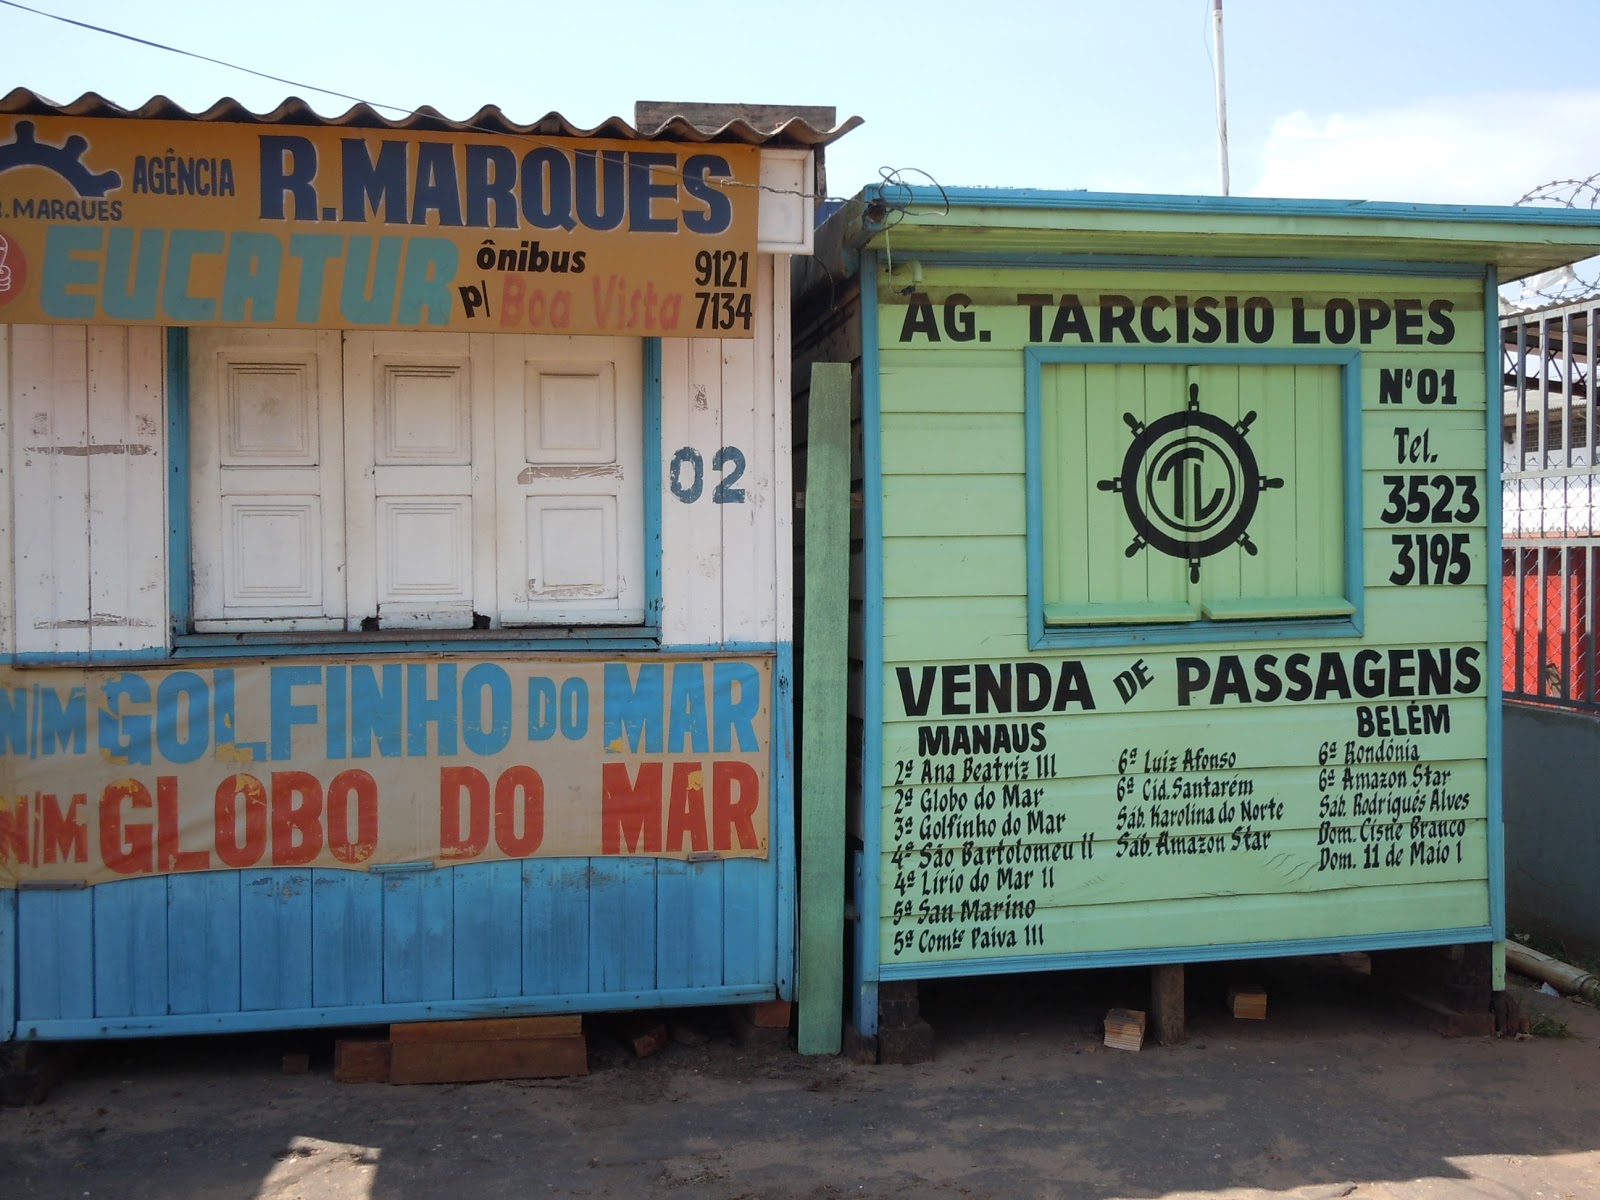 AGÊNCIA R.MARQUES
R.MARQUES
EUCATUR ônibus p/ Boa Vista
9121
7134
02
N/M GOLFINHO DO MAR
N/M GLOBO DO MAR
AG. TARCISIO LOPES
Nº 01
Tel.
3523
3195
TL
VENDA DE PASSAGENS
MANAUS
2ª Ana Beatriz III
2ª Globo do Mar
3ª Golfinho do Mar
4ª São Bartolomeu II
4ª Lírio do Mar II
5ª San Marino
5ª Comte Paiva III
6ª Luiz Afonso
6ª Cid. Santarém
Sáb. Karolina do Norte
Sáb. Amazon Star
BELÉM
6ª Rondônia
6ª Amazon Star
Sáb. Rodrigues Alves
Dom. Cisne Branco
Dom. 11 de Maio I